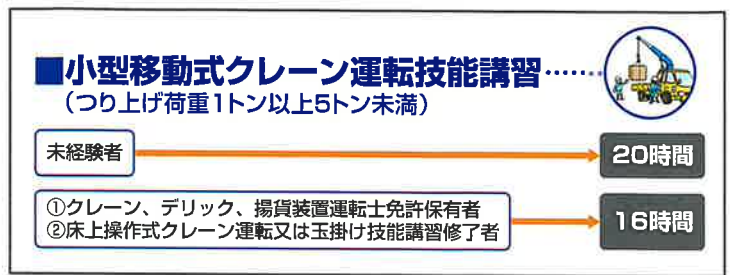 ■小型移動式クレーン運転技能講習……
（つり上げ荷重1トン以上5トン未満）
未経験者
20時間
①クレーン、デリック、揚貨装置運転士免許保有者
②床上操作式クレーン運転又は玉掛け技能講習修了者
16時間